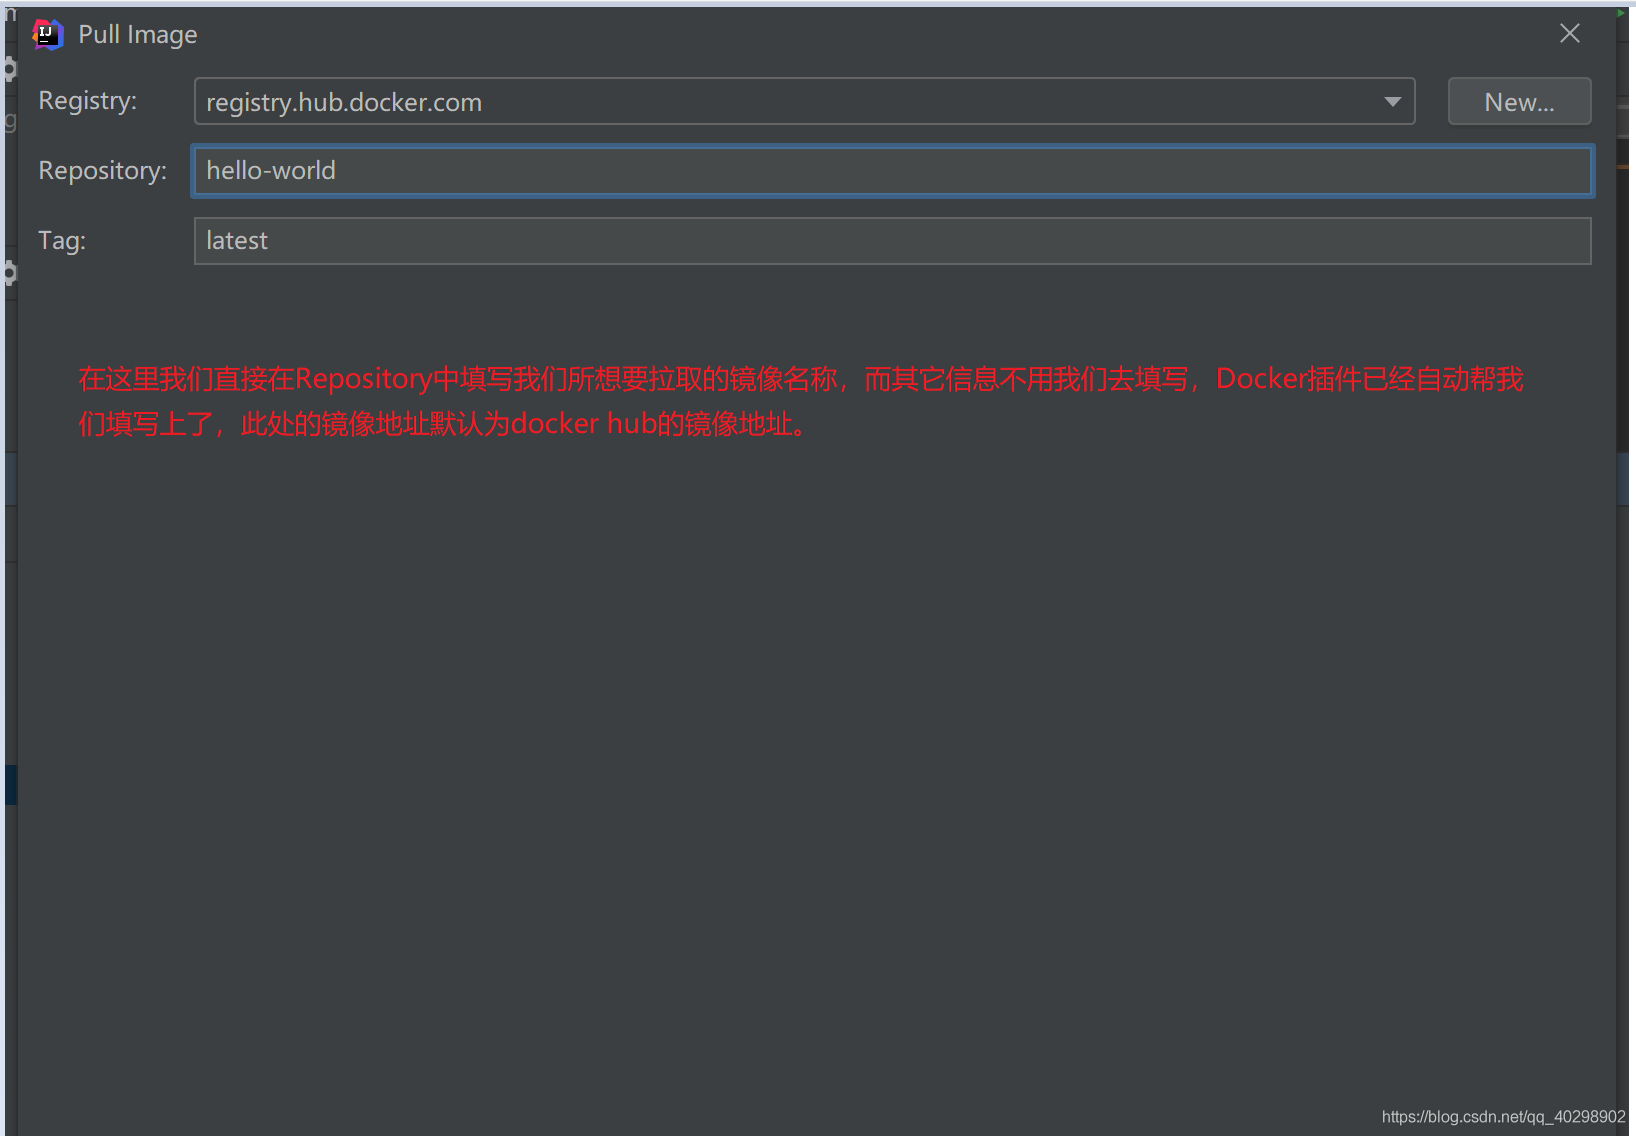 Pull Image
Registry: registry.hub.docker.com New...
Repository: hello-world
Tag: latest
在这里我们直接在Repository中填写我们所想要拉取的镜像名称，而其它信息不用我们去填写，Docker插件已经自动帮我
们填写上了，此处的镜像地址默认为docker hub的镜像地址。
https://blog.csdn.net/qq_40298902